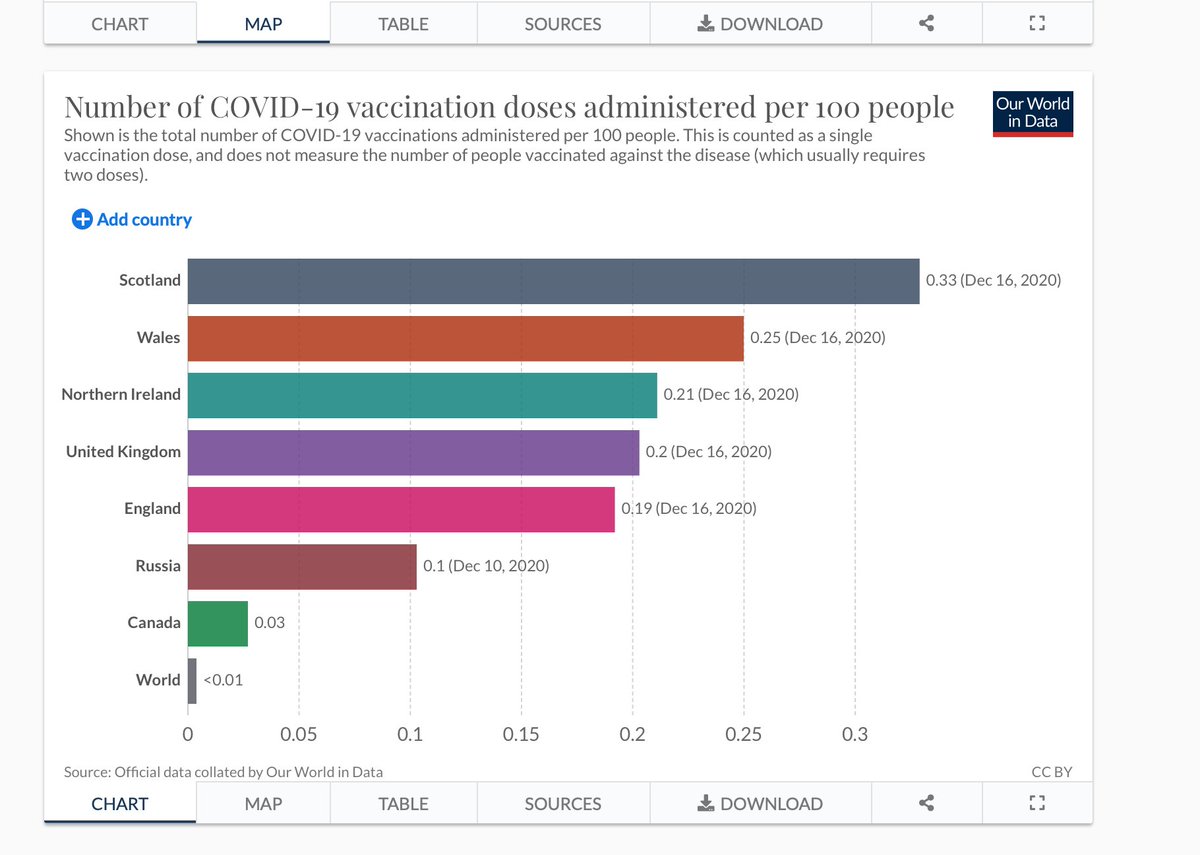 CHART MAP TABLE SOURCES DOWNLOAD
Number of COVID-19 vaccination doses administered per 100 people
Our World
in Data
Shown is the total number of COVID-19 vaccinations administered per 100 people. This is counted as a single
vaccination dose, and does not measure the number of people vaccinated against the disease (which usually requires
two doses).
Add country
Scotland 0.33 (Dec 16, 2020)
Wales 0.25 (Dec 16, 2020)
Northern Ireland 0.21 (Dec 16, 2020)
United Kingdom 0.2 (Dec 16, 2020)
England 0.19 (Dec 16, 2020)
Russia 0.1 (Dec 10, 2020)
Canada 0.03
World <0.01
0 0.05 0.1 0.15 0.2 0.25 0.3
Source: Official data collated by Our World in Data CC BY
CHART MAP TABLE SOURCES DOWNLOAD